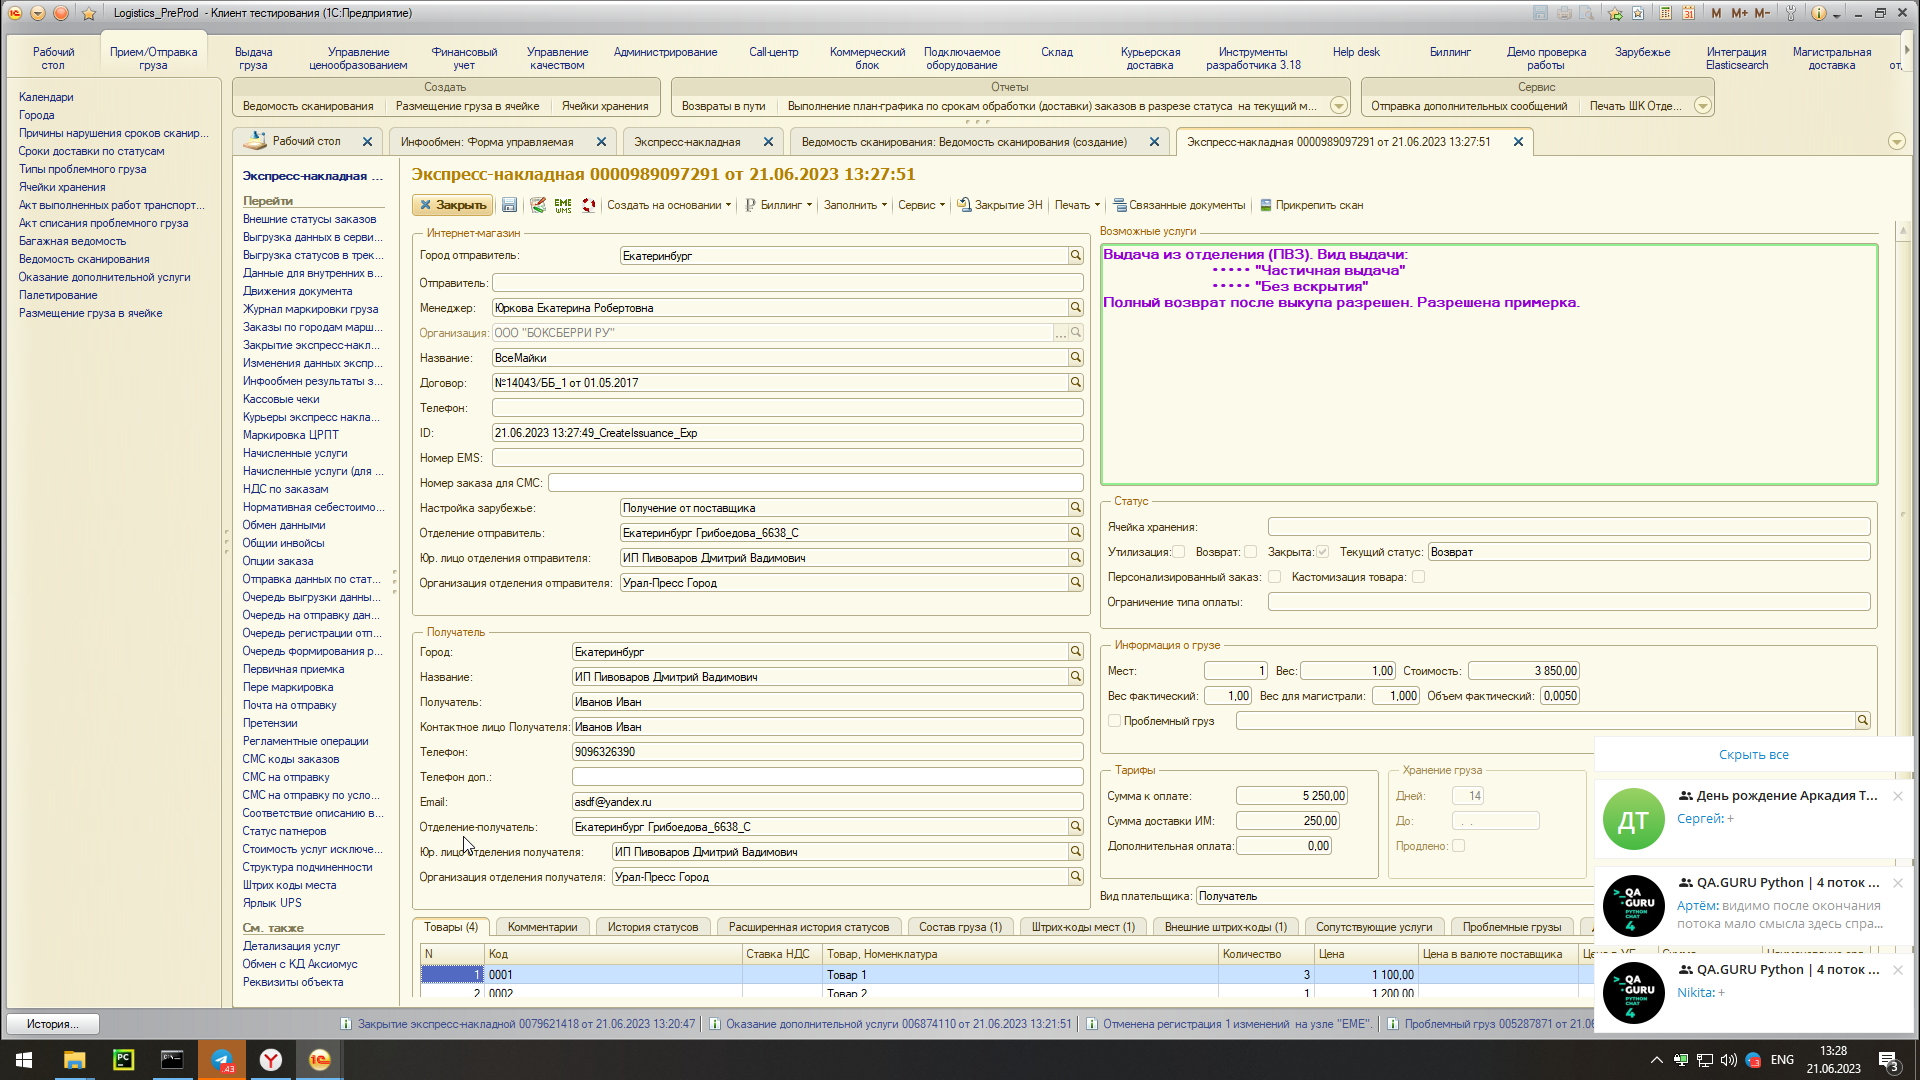 Logistics_PreProd - Клиент тестирования (1С:Предприятие)
M M+ M-
Рабочий стол
Прием/Отправка груза
Выдача груза
Управление ценообразованием
Финансовый учет
Управление качеством
Администрирование
Call-центр
Коммерческий блок
Подключаемое оборудование
Склад
Курьерская доставка
Инструменты разработчика 3.18
Help desk
Биллинг
Демо проверка работы
Зарубежье
Интеграция Elasticsearch
Магистральная доставка
Создать
Ведомость сканирования Размещение груза в ячейке Ячейки хранения
Отчеты
Возвраты в пути Выполнение план-графика по срокам обработки (доставки) заказов в разрезе статуса на текущий м...
Сервис
Отправка дополнительных сообщений Печать ШК Отде...
Календари
Города
Причины нарушения сроков сканир...
Сроки доставки по статусам
Типы проблемного груза
Ячейки хранения
Акт выполненных работ транспорт...
Акт списания проблемного груза
Багажная ведомость
Ведомость сканирования
Оказание дополнительной услуги
Палетирование
Размещение груза в ячейке
Рабочий стол
Инфообмен: Форма управляемая
Экспресс-накладная
Ведомость сканирования: Ведомость сканирования (создание)
Экспресс-накладная 0000989097291 от 21.06.2023 13:27:51
Экспресс-накладная ...
Перейти
Внешние статусы заказов
Выгрузка данных в серви...
Выгрузка статусов в трек...
Данные для внутренних в...
Движения документа
Журнал маркировки груза
Заказы по городам марш...
Закрытие экспресс-накл...
Изменения данных экспр...
Инфообмен результаты з...
Кассовые чеки
Курьеры экспресс накла...
Маркировка ЦРПТ
Начисленные услуги
Начисленные услуги (для ...
НДС по заказам
Нормативная себестоимо...
Обмен данными
Общии инвойсы
Опции заказа
Отправка данных по стат...
Очередь выгрузки данны...
Очередь на отправку дан...
Очередь регистрации отп...
Очередь формирования р...
Первичная приемка
Пере маркировка
Почта на отправку
Претензии
Регламентные операции
СМС коды заказов
СМС на отправку
СМС на отправку по усло...
Соответствие описанию в...
Статус патнеров
Стоимость услуг исключе...
Структура подчиненности
Штрих коды места
Ярлык UPS
См. также
Детализация услуг
Обмен с КД Аксиомус
Реквизиты объекта
Экспресс-накладная 0000989097291 от 21.06.2023 13:27:51
Закрыть EME WMS Создать на основании Биллинг Заполнить Сервис Закрытие ЭН Печать Связанные документы Прикрепить скан
Интернет-магазин
Город отправитель: Екатеринбург
Отправитель:
Менеджер: Юркова Екатерина Робертовна
Организация: ООО "БОКСБЕРРИ РУ"
Название: ВсеМайки
Договор: №14043/ББ_1 от 01.05.2017
Телефон:
ID: 21.06.2023 13:27:49_CreateIssuance_Exp
Номер EMS:
Номер заказа для СМС:
Настройка зарубежье: Получение от поставщика
Отделение отправитель: Екатеринбург Грибоедова_6638_С
Юр. лицо отделения отправителя: ИП Пивоваров Дмитрий Вадимович
Организация отделения отправителя: Урал-Пресс Город
Получатель
Город: Екатеринбург
Название: ИП Пивоваров Дмитрий Вадимович
Получатель: Иванов Иван
Контактное лицо Получателя: Иванов Иван
Телефон: 9096326390
Телефон доп.:
Email: asdf@yandex.ru
Отделение-получатель: Екатеринбург Грибоедова_6638_С
Юр. лицо отделения получателя: ИП Пивоваров Дмитрий Вадимович
Организация отделения получателя: Урал-Пресс Город
Возможные услуги
Выдача из отделения (ПВЗ). Вид выдачи:
••••• "Частичная выдача"
••••• "Без вскрытия"
Полный возврат после выкупа разрешен. Разрешена примерка.
Статус
Ячейка хранения:
Утилизация: Возврат: Закрыта: Текущий статус: Возврат
Персонализированный заказ: Кастомизация товара:
Ограничение типа оплаты:
Информация о грузе
Мест: 1 Вес: 1,00 Стоимость: 3 850,00
Вес фактический: 1,00 Вес для магистрали: 1,000 Объем фактический: 0,0050
Проблемный груз
Тарифы
Сумма к оплате: 5 250,00
Сумма доставки ИМ: 250,00
Дополнительная оплата: 0,00
Хранение груза
Дней: 14
До: . .
Продлено:
Вид плательщика: Получатель
Товары (4) Комментарии История статусов Расширенная история статусов Состав груза (1) Штрих-коды мест (1) Внешние штрих-коды (1) Сопутствующие услуги Проблемные грузы
N Код Ставка НДС Товар, Номенклатура Количество Цена Цена в валюте поставщика
1 0001 Товар 1 3 1 100,00
2 0002 Товар 2 1 1 200,00
Скрыть все
ДТ
День рождение Аркадия Т...
Сергей: +
>_QA GURU PYTHON CHAT 4
QA.GURU Python | 4 поток ...
Артём: видимо после окончания
потока мало смысла здесь спра...
>_QA GURU PYTHON CHAT 4
QA.GURU Python | 4 поток ...
Nikita: +
История...
Закрытие экспресс-накладной 0079621418 от 21.06.2023 13:20:47
Оказание дополнительной услуги 006874110 от 21.06.2023 13:21:51
Отменена регистрация 1 изменений на узле "EME".
Проблемный груз 005287871 от 21.06
43
ENG
13:28
21.06.2023
3